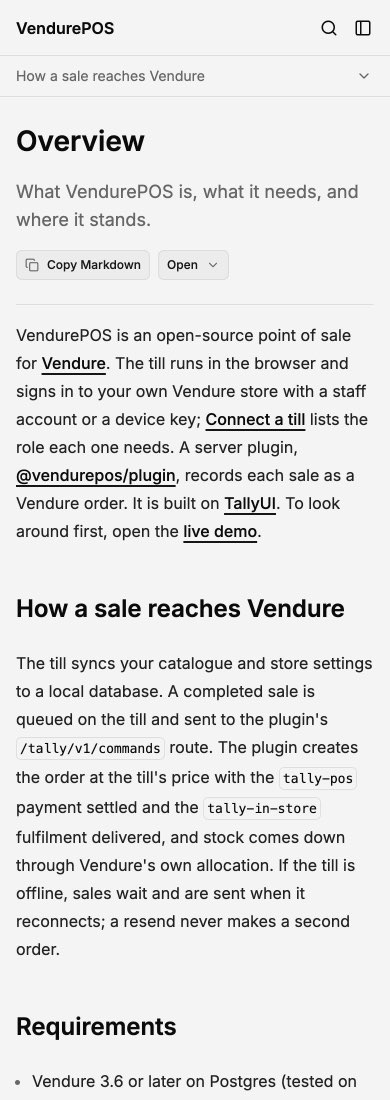 VendurePOS
How a sale reaches Vendure
Overview
What VendurePOS is, what it needs, and
where it stands.
Copy Markdown
Open
VendurePOS is an open-source point of sale
for Vendure. The till runs in the browser and
signs in to your own Vendure store with a staff
account or a device key; Connect a till lists the
role each one needs. A server plugin,
@vendurepos/plugin, records each sale as a
Vendure order. It is built on TallyUI. To look
around first, open the live demo.
How a sale reaches Vendure
The till syncs your catalogue and store settings
to a local database. A completed sale is
queued on the till and sent to the plugin's
/tally/v1/commands route. The plugin creates
the order at the till's price with the tally-pos
payment settled and the tally-in-store
fulfilment delivered, and stock comes down
through Vendure's own allocation. If the till is
offline, sales wait and are sent when it
reconnects; a resend never makes a second
order.
Requirements
• Vendure 3.6 or later on Postgres (tested on